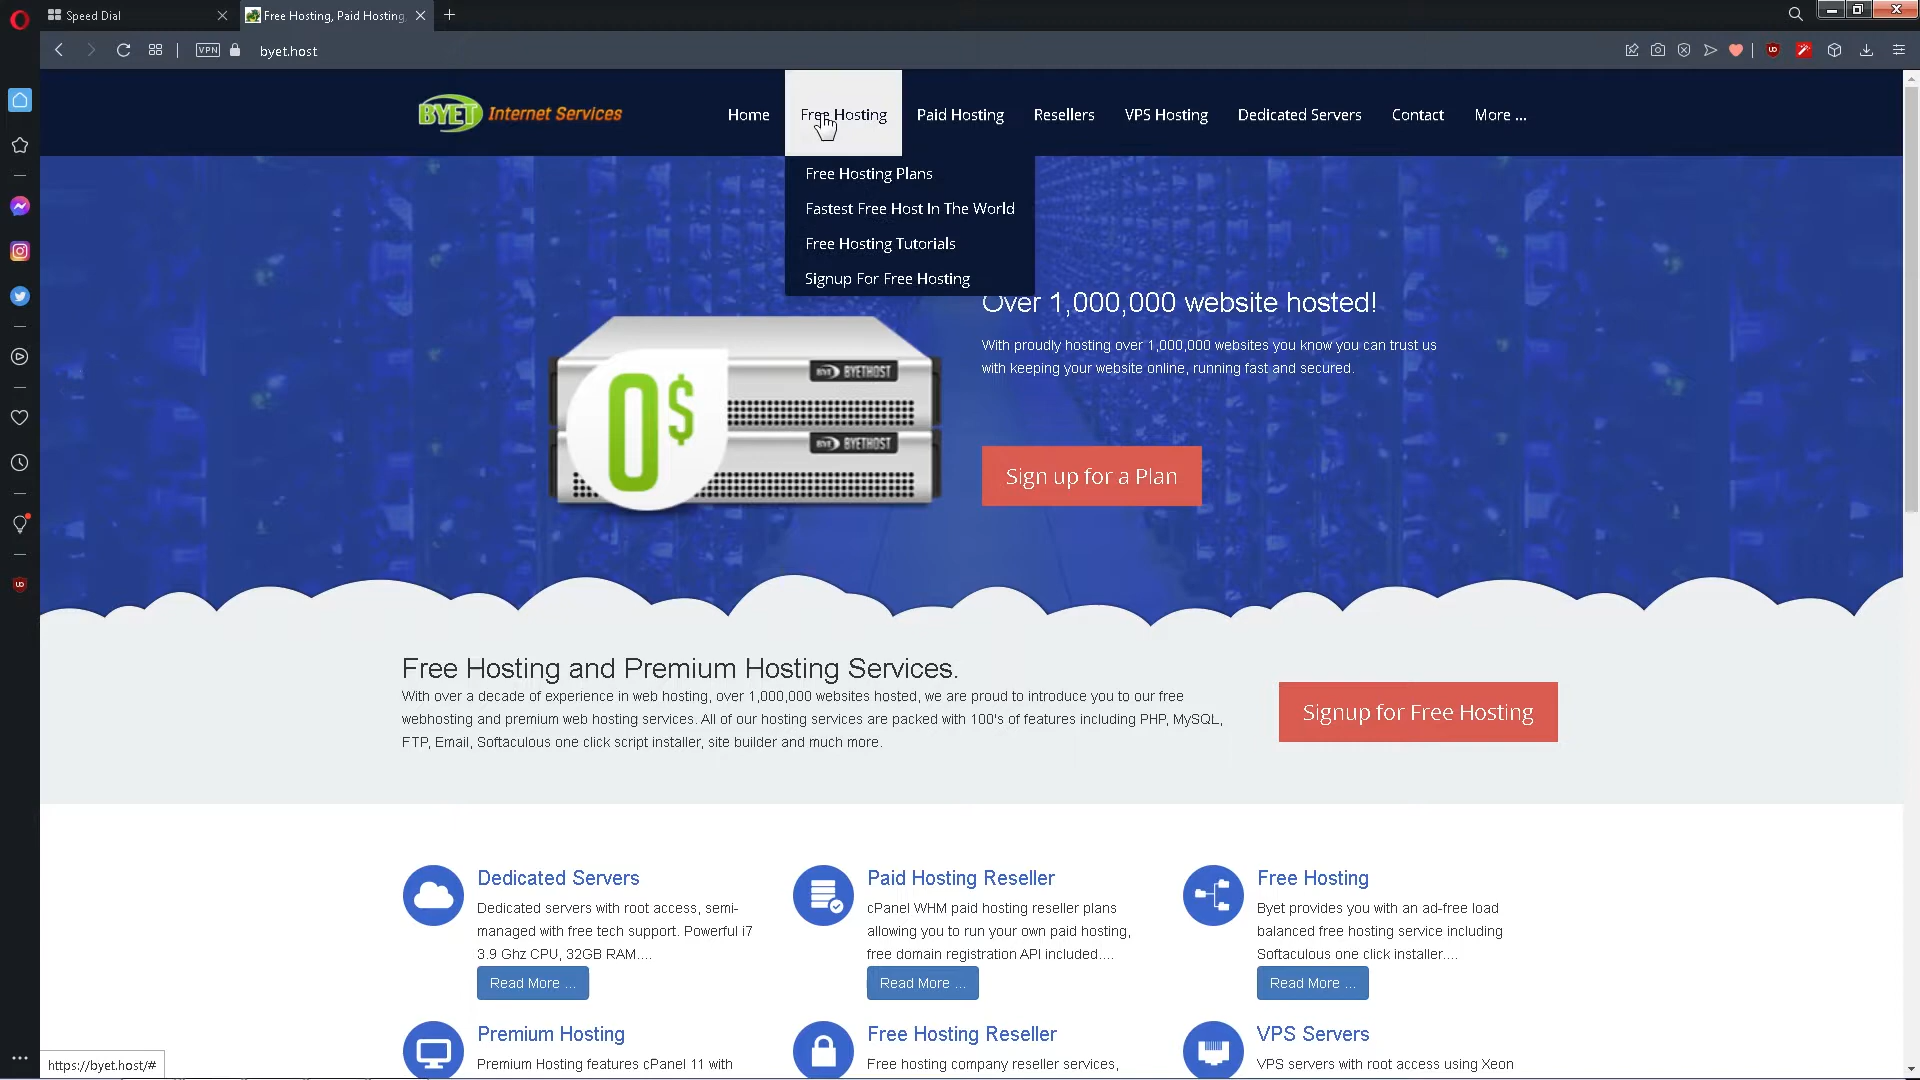 Speed Dial
Free Hosting, Paid Hosting,
VPN
byet.host
BYET Internet Services
Home
Free Hosting
Paid Hosting
Resellers
VPS Hosting
Dedicated Servers
Contact
More ...
Free Hosting Plans
Fastest Free Host In The World
Free Hosting Tutorials
Signup For Free Hosting
Over 1,000,000 website hosted!
With proudly hosting over 1,000,000 websites you know you can trust us
with keeping your website online, running fast and secured.
BYETHOST
BYETHOST
0$
Sign up for a Plan
Free Hosting and Premium Hosting Services.
With over a decade of experience in web hosting, over 1,000,000 websites hosted, we are proud to introduce you to our free
webhosting and premium web hosting services. All of our hosting services are packed with 100's of features including PHP, MySQL,
FTP, Email, Softaculous one click script installer, site builder and much more.
Signup for Free Hosting
Dedicated Servers
Dedicated servers with root access, semi-
managed with free tech support. Powerful i7
3.9 Ghz CPU, 32GB RAM....
Read More ...
Paid Hosting Reseller
cPanel WHM paid hosting reseller plans
allowing you to run your own paid hosting,
free domain registration API included....
Read More ...
Free Hosting
Byet provides you with an ad-free load
balanced free hosting service including
Softaculous one click installer....
Read More ...
Premium Hosting
Premium Hosting features cPanel 11 with
Free Hosting Reseller
Free hosting company reseller services,
VPS Servers
VPS servers with root access using Xeon
https://byet.host/#